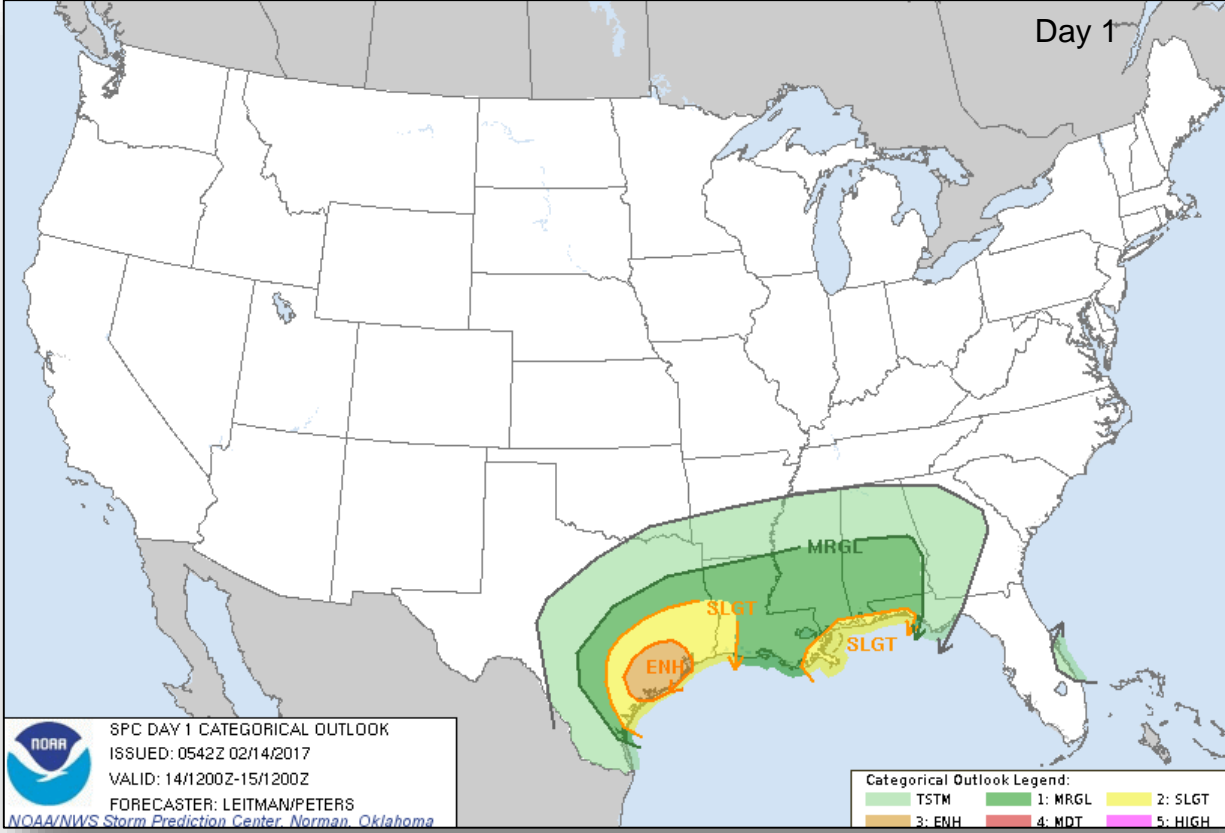 Day 1
MRGL
SLGT
SLGT
ENH
NOAA
SPC DAY 1 CATEGORICAL OUTLOOK
ISSUED: 0542Z 02/14/2017
VALID: 14/1200Z-15/1200Z
FORECASTER: LEITMAN/PETERS
NOAA/NWS Storm Prediction Center, Norman, Oklahoma
Categorical Outlook Legend:
TSTM 1: MRGL 2: SLGT
3: ENH 4: MDT 5: HIGH